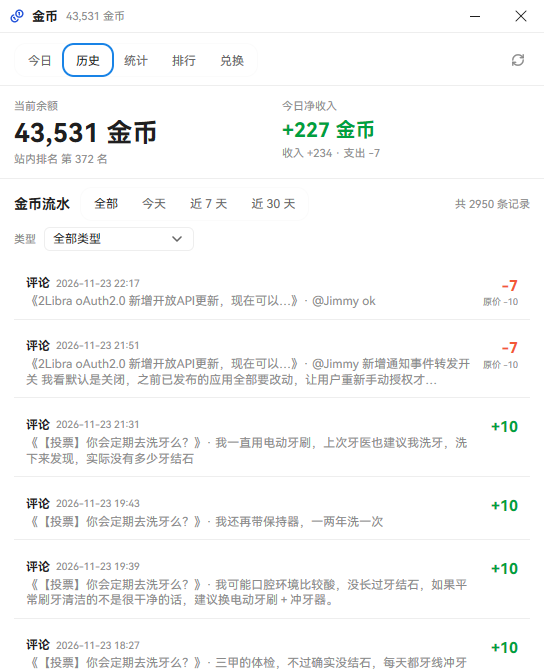 金币 43,531 金币
今日 历史 统计 排行 兑换
当前余额 今日净收入
43,531 金币 +227 金币
站内排名 第 372 名 收入 +234 · 支出 -7
金币流水 全部 今天 近 7 天 近 30 天 共 2950 条记录
类型 全部类型
评论 2026-11-23 22:17 -7
《2Libra oAuth2.0 新增开放API更新，现在可以...》 · @Jimmy ok 原价 -10
评论 2026-11-23 21:51 -7
《2Libra oAuth2.0 新增开放API更新，现在可以...》 · @Jimmy 新增通知事件转发开 原价 -10
关 我看默认是关闭，之前已发布的应用全部要改动，让用户重新手动授权才...
评论 2026-11-23 21:31 +10
《【投票】你会定期去洗牙么？》 · 我一直用电动牙刷，上次牙医也建议我洗牙，洗
下来发现，实际没有多少牙结石
评论 2026-11-23 19:43 +10
《【投票】你会定期去洗牙么？》 · 我还再带保持器，一两年洗一次
评论 2026-11-23 19:39 +10
《【投票】你会定期去洗牙么？》 · 我可能口腔环境比较酸，没长过牙结石，如果平
常刷牙清洁的不是很干净的话，建议换电动牙刷 + 冲牙器。
评论 2026-11-23 18:27 +10
《【投票】你会定期去洗牙么？》 · 三甲的体检，不过确实没结石，每天都牙线冲牙